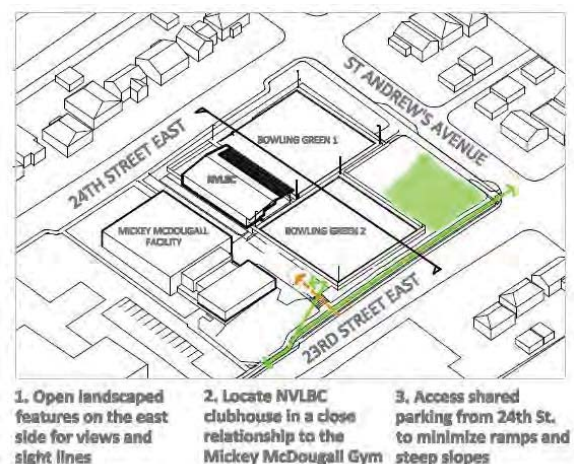 ST ANDREW'S AVENUE
24TH STREET EAST
BOWLING GREEN 1
NVLBC
MICKEY MCDOUGALL
FACILITY
BOWLING GREEN 2
23RD STREET EAST
1. Open landscaped
features on the east
side for views and
sight lines
2. Locate NVLBC
clubhouse in a close
relationship to the
Mickey McDougall Gym
3. Access shared
parking from 24th St.
to minimize ramps and
steep slopes